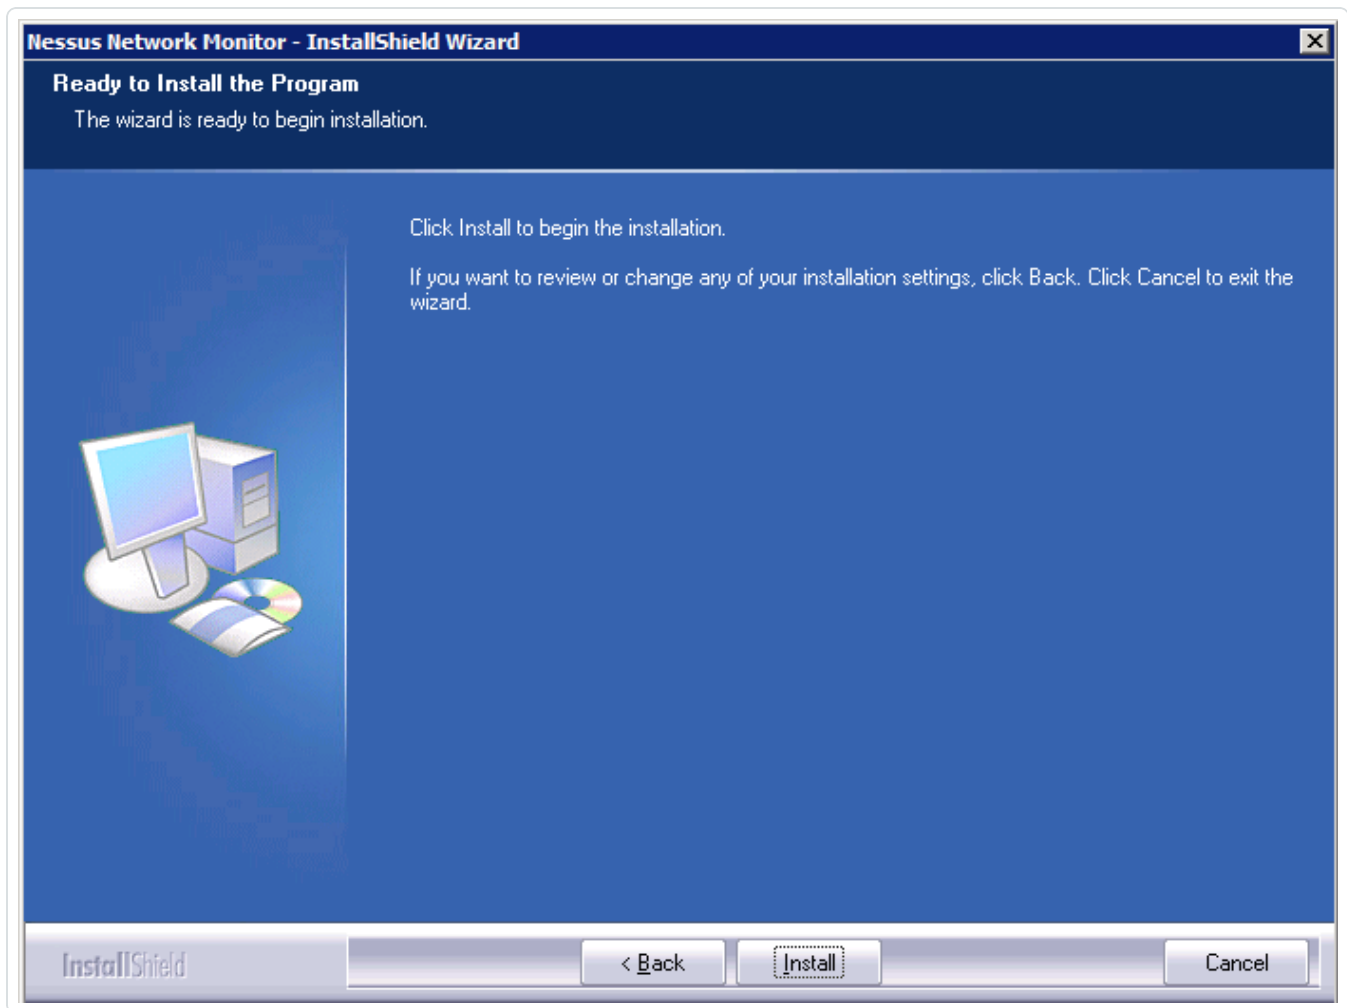 Nessus Network Monitor - InstallShield Wizard
Ready to Install the Program
The wizard is ready to begin installation.
Click Install to begin the installation.
If you want to review or change any of your installation settings, click Back. Click Cancel to exit the
wizard.
InstallShield
< Back
Install
Cancel